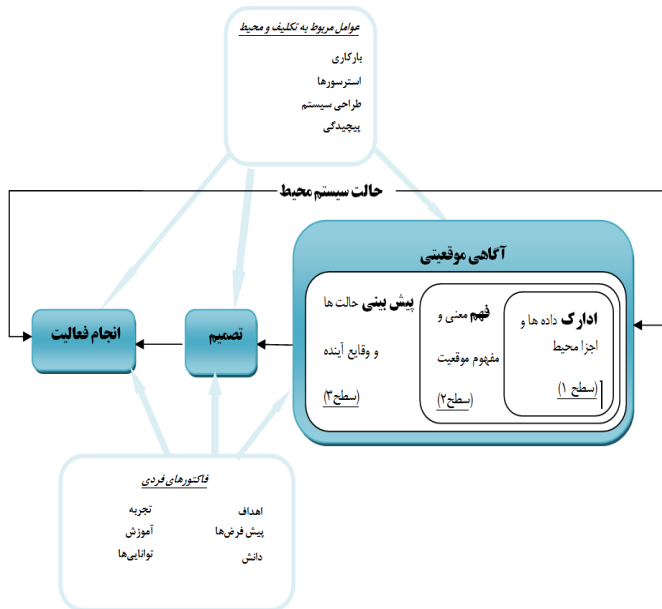 عوامل مربوط به تکلیف و محیط
بارکاری
استرسورها
طراحی سیستم
پیچیدگی
حالت سیستم محیط
آگاهی موقعیتی
ادارک داده ها و
اجزا محیط
(سطح ۱)
فهم معنی و
مفهوم موقعیت
(سطح۲)
پیش بینی حالت ها
و وقایع آینده
(سطح۳)
تصمیم
انجام فعالیت
فاکتورهای فردی
اهداف
پیش فرض‌ها
دانش
تجربه
آموزش
توانایی‌ها